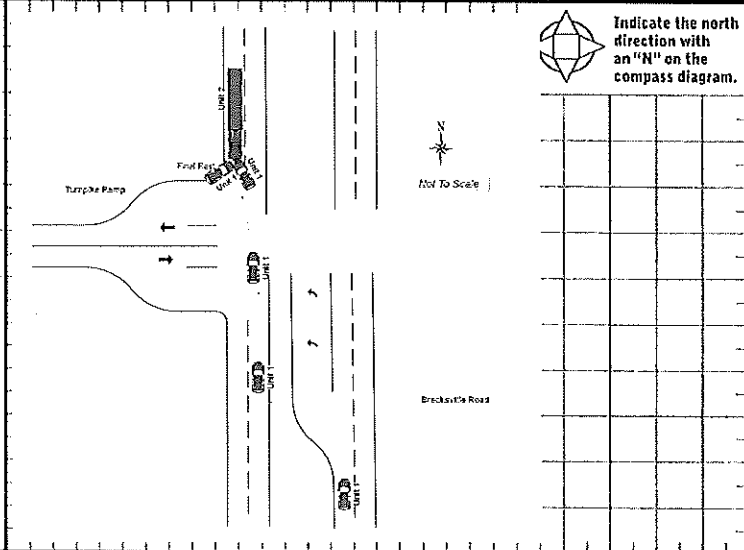 Indicate the north
direction with
an "N" on the
compass diagram.
Unit 2
N
Final Rest
Unit 1
Unit 1
Turnpike Ramp
Not To Scale
Unit 1
Unit 1
Brecksville Road
Unit 1